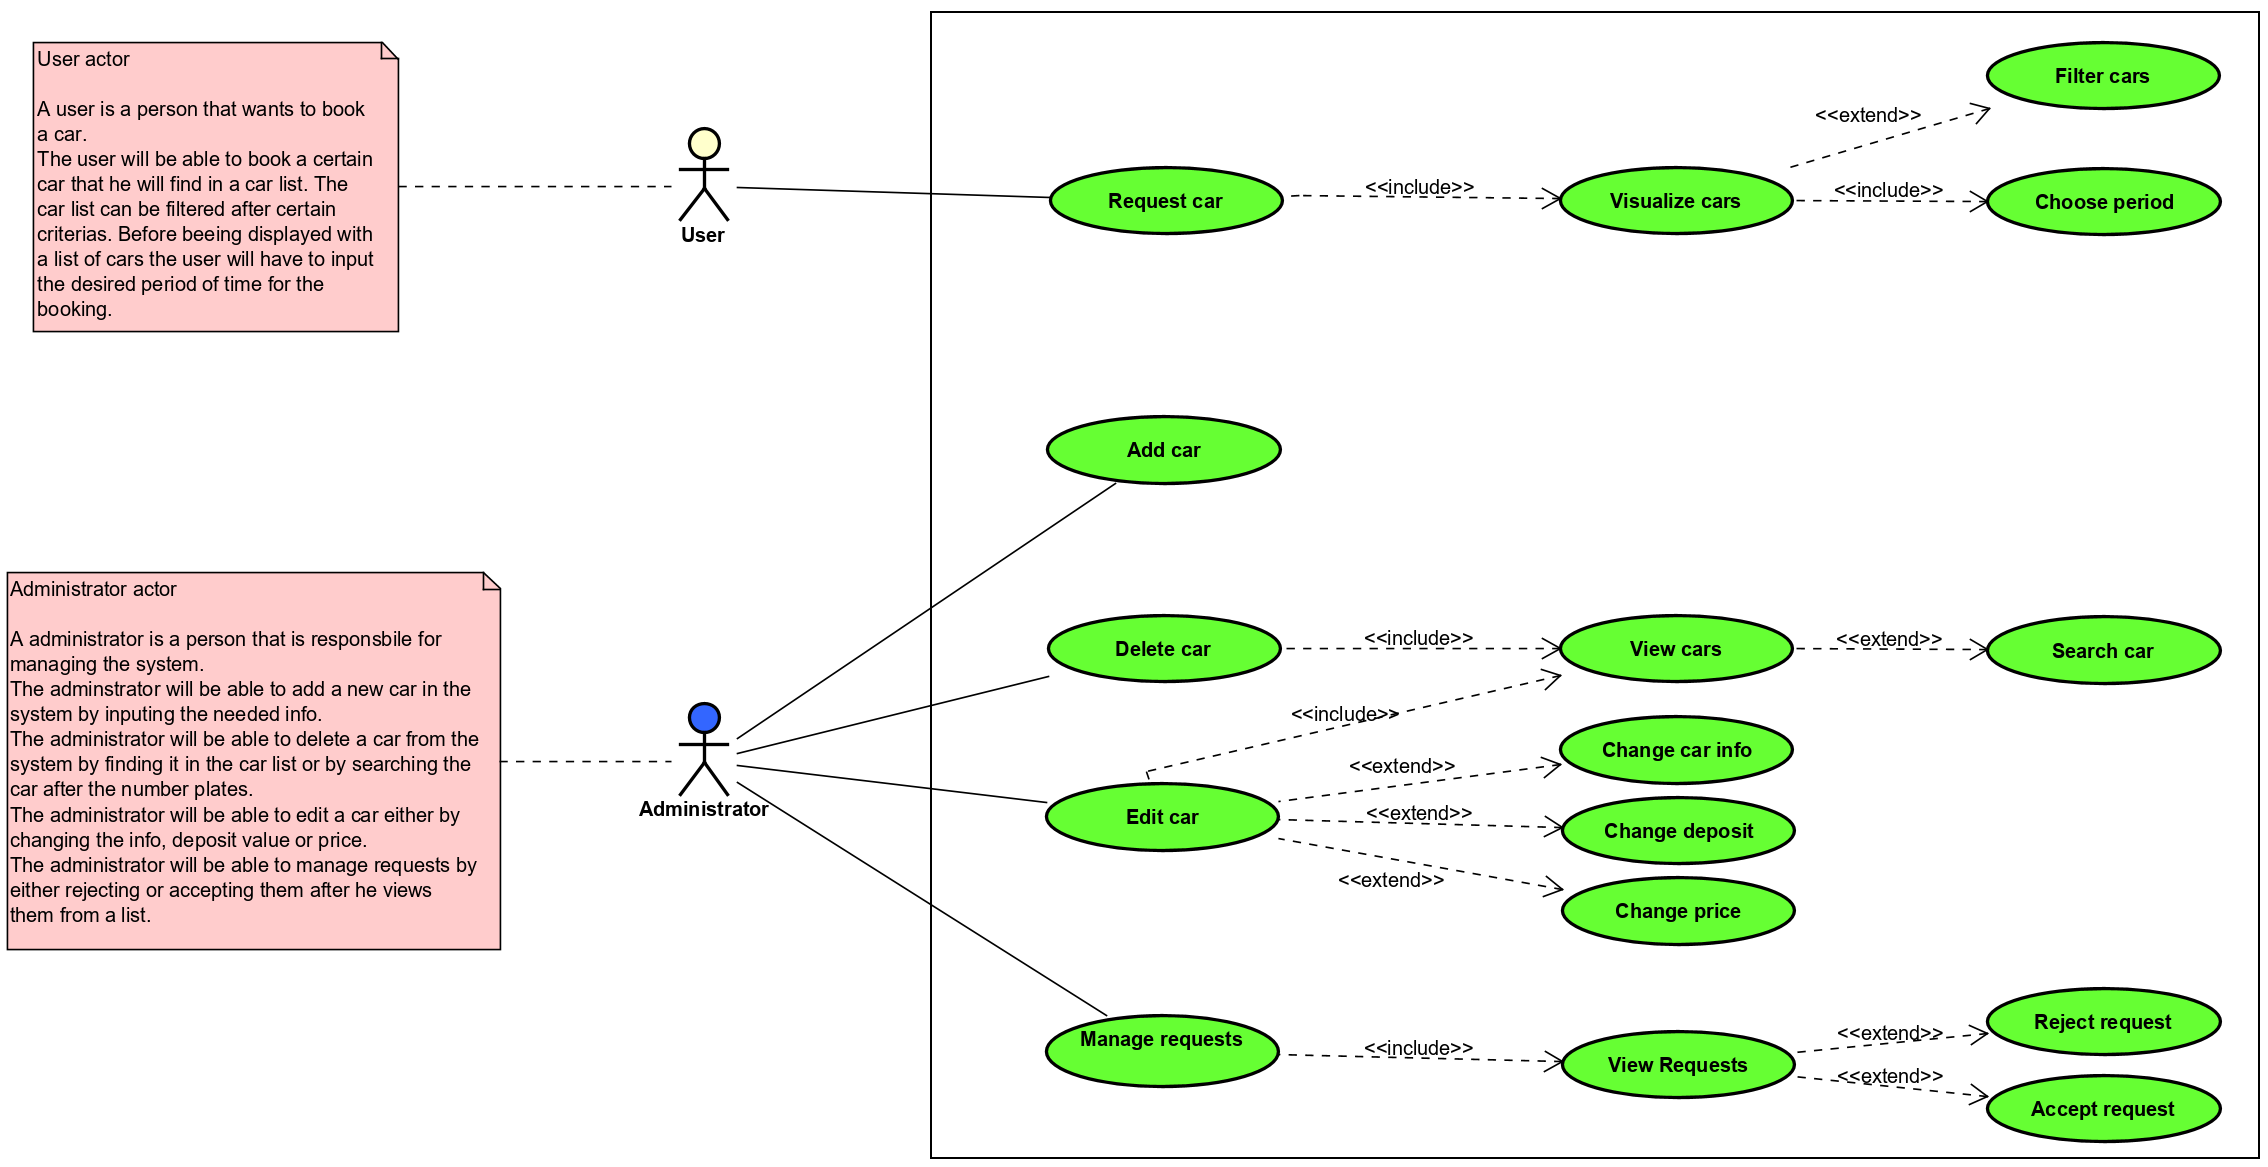 User actor
A user is a person that wants to book
a car.
The user will be able to book a certain
car that he will find in a car list. The
car list can be filtered after certain
criterias. Before beeing displayed with
a list of cars the user will have to input
the desired period of time for the
booking.
User
Request car
<<include>>
Visualize cars
<<extend>>
Filter cars
<<include>>
Choose period
Add car
Administrator actor
A administrator is a person that is responsbile for
managing the system.
The adminstrator will be able to add a new car in the
system by inputing the needed info.
The administrator will be able to delete a car from the
system by finding it in the car list or by searching the
car after the number plates.
The administrator will be able to edit a car either by
changing the info, deposit value or price.
The administrator will be able to manage requests by
either rejecting or accepting them after he views
them from a list.
Administrator
Delete car
<<include>>
View cars
<<extend>>
Search car
<<include>>
Edit car
<<extend>>
Change car info
<<extend>>
Change deposit
<<extend>>
Change price
Manage requests
<<include>>
View Requests
<<extend>>
Reject request
<<extend>>
Accept request